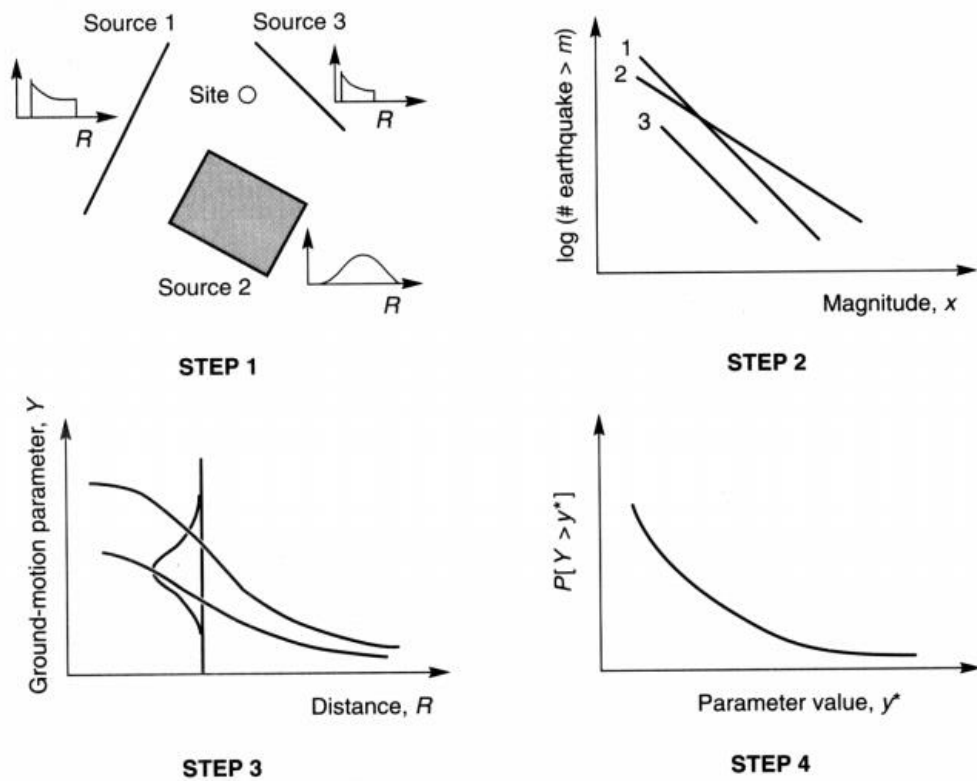 Source 1
Source 3
Site
R
R
Source 2
R
STEP 1
log (# earthquake > m)
1
2
3
Magnitude, x
STEP 2
Ground-motion parameter, Y
Distance, R
STEP 3
P[Y > y*]
Parameter value, y*
STEP 4